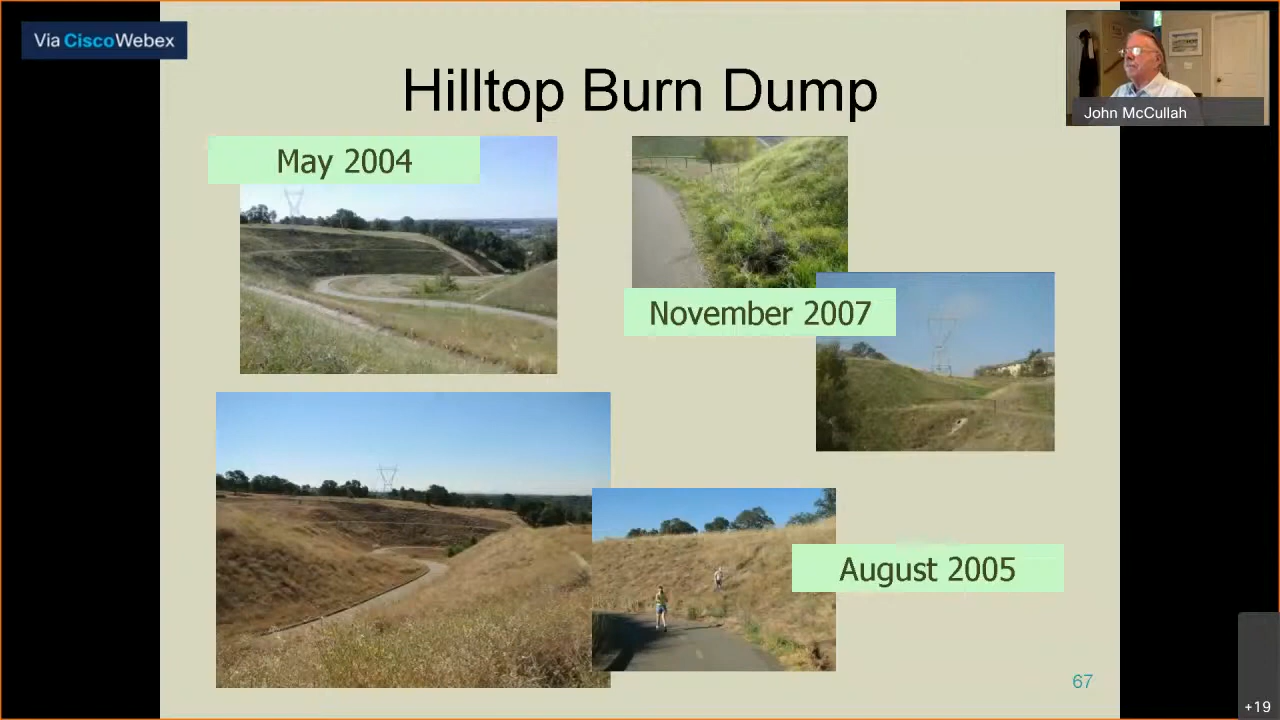 Via CiscoWebex
Hilltop Burn Dump
John McCullah
May 2004
November 2007
August 2005
67
+19